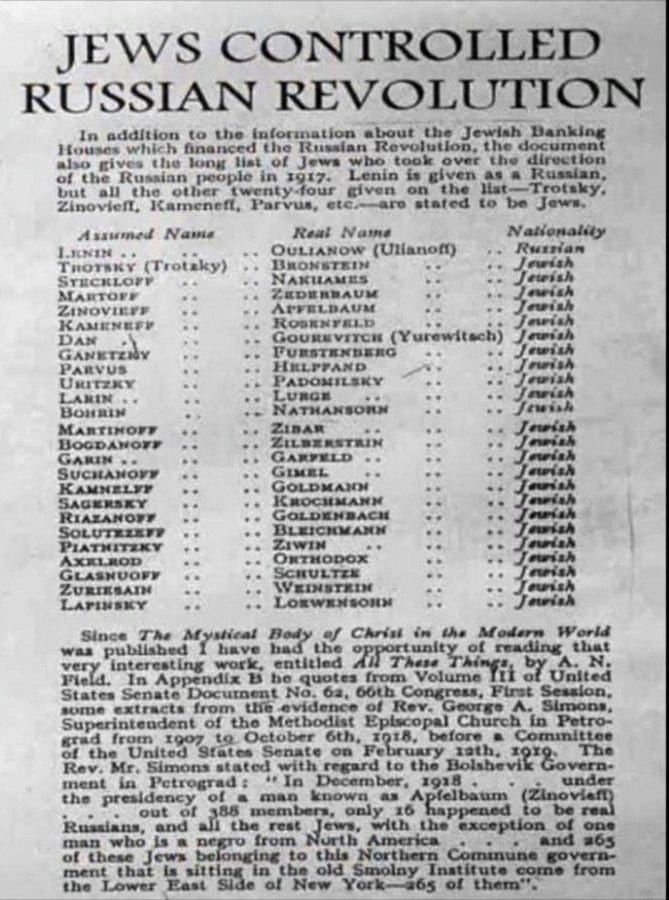 JEWS CONTROLLED
RUSSIAN REVOLUTION
In addition to the information about the Jewish Banking
Houses which financed the Russian Revolution, the document
also gives the long list of Jews who took over the direction
of the Russian people in 1917. Lenin is given as a Russian,
but all the other twenty-four given on the list—Trotsky,
Zinovieff, Kameneff, Parvus, etc.—are stated to be Jews.
Assumed Name Real Name Nationality
LENIN .. .. .. OULIANOW (Ulianoff) .. Russian
TROTSKY (Trotzky) .. BRONSTEIN .. .. Jewish
STECKLOFF .. .. NAKHAMES .. .. Jewish
MARTOFF .. .. ZEDERBAUM .. .. Jewish
ZINOVIEFF .. .. APFELBAUM .. .. Jewish
KAMENEFF .. .. ROSENFELD .. .. Jewish
DAN .. .. GOUREVITCH (Yurewitsch) .. Jewish
GANETZKY .. .. FURSTENBERG .. .. Jewish
PARVUS .. .. HELPFAND .. .. Jewish
URITZKY .. .. PADOMILSKY .. .. Jewish
LARIN .. .. .. LURGE .. .. .. Jewish
BOHRIN .. .. NATHANSOHN .. .. Jewish
MARTINOFF .. .. ZIBAR .. .. .. Jewish
BOGDANOFF .. .. ZILBERSTEIN .. .. Jewish
GARIN .. .. .. GARFELD .. .. .. Jewish
SUCHANOFF .. .. GIMEL .. .. .. Jewish
KAMNELFF .. .. GOLDMANN .. .. Jewish
SAGERSKY .. .. KROCHMANN .. .. Jewish
RIAZANOFF .. .. GOLDENBACH .. .. Jewish
SOLUTZEFF .. .. BLEICHMANN .. .. Jewish
PIATNITZKY .. .. ZIWIN .. .. .. Jewish
AXELROD .. .. ORTHODOX .. .. Jewish
GLASNUOFF .. .. SCHULTZE .. .. Jewish
ZURIESAIN .. .. WEINSTEIN .. .. Jewish
LAPINSKY .. .. LOEWENSOHN .. .. Jewish
Since The Mystical Body of Christ in the Modern World
was published I have had the opportunity of reading that
very interesting work, entitled All These Things, by A. N.
Field. In Appendix B he quotes from Volume III of United
States Senate Document No. 62, 66th Congress, First Session,
some extracts from the evidence of Rev. George A. Simons,
Superintendent of the Methodist Episcopal Church in Petro-
grad from 1907 to October 6th, 1918, before a Committee
of the United States Senate on February 12th, 1919. The
Rev. Mr. Simons stated with regard to the Bolshevik Govern-
ment in Petrograd : " In December, 1918 . . . under
the presidency of a man known as Apfelbaum (Zinovieff)
. . . out of 388 members, only 16 happened to be real
Russians, and all the rest Jews, with the exception of one
man who is a negro from North America . . . and 265
of these Jews belonging to this Northern Commune govern-
ment that is sitting in the old Smolny Institute come from
the Lower East Side of New York—265 of them".